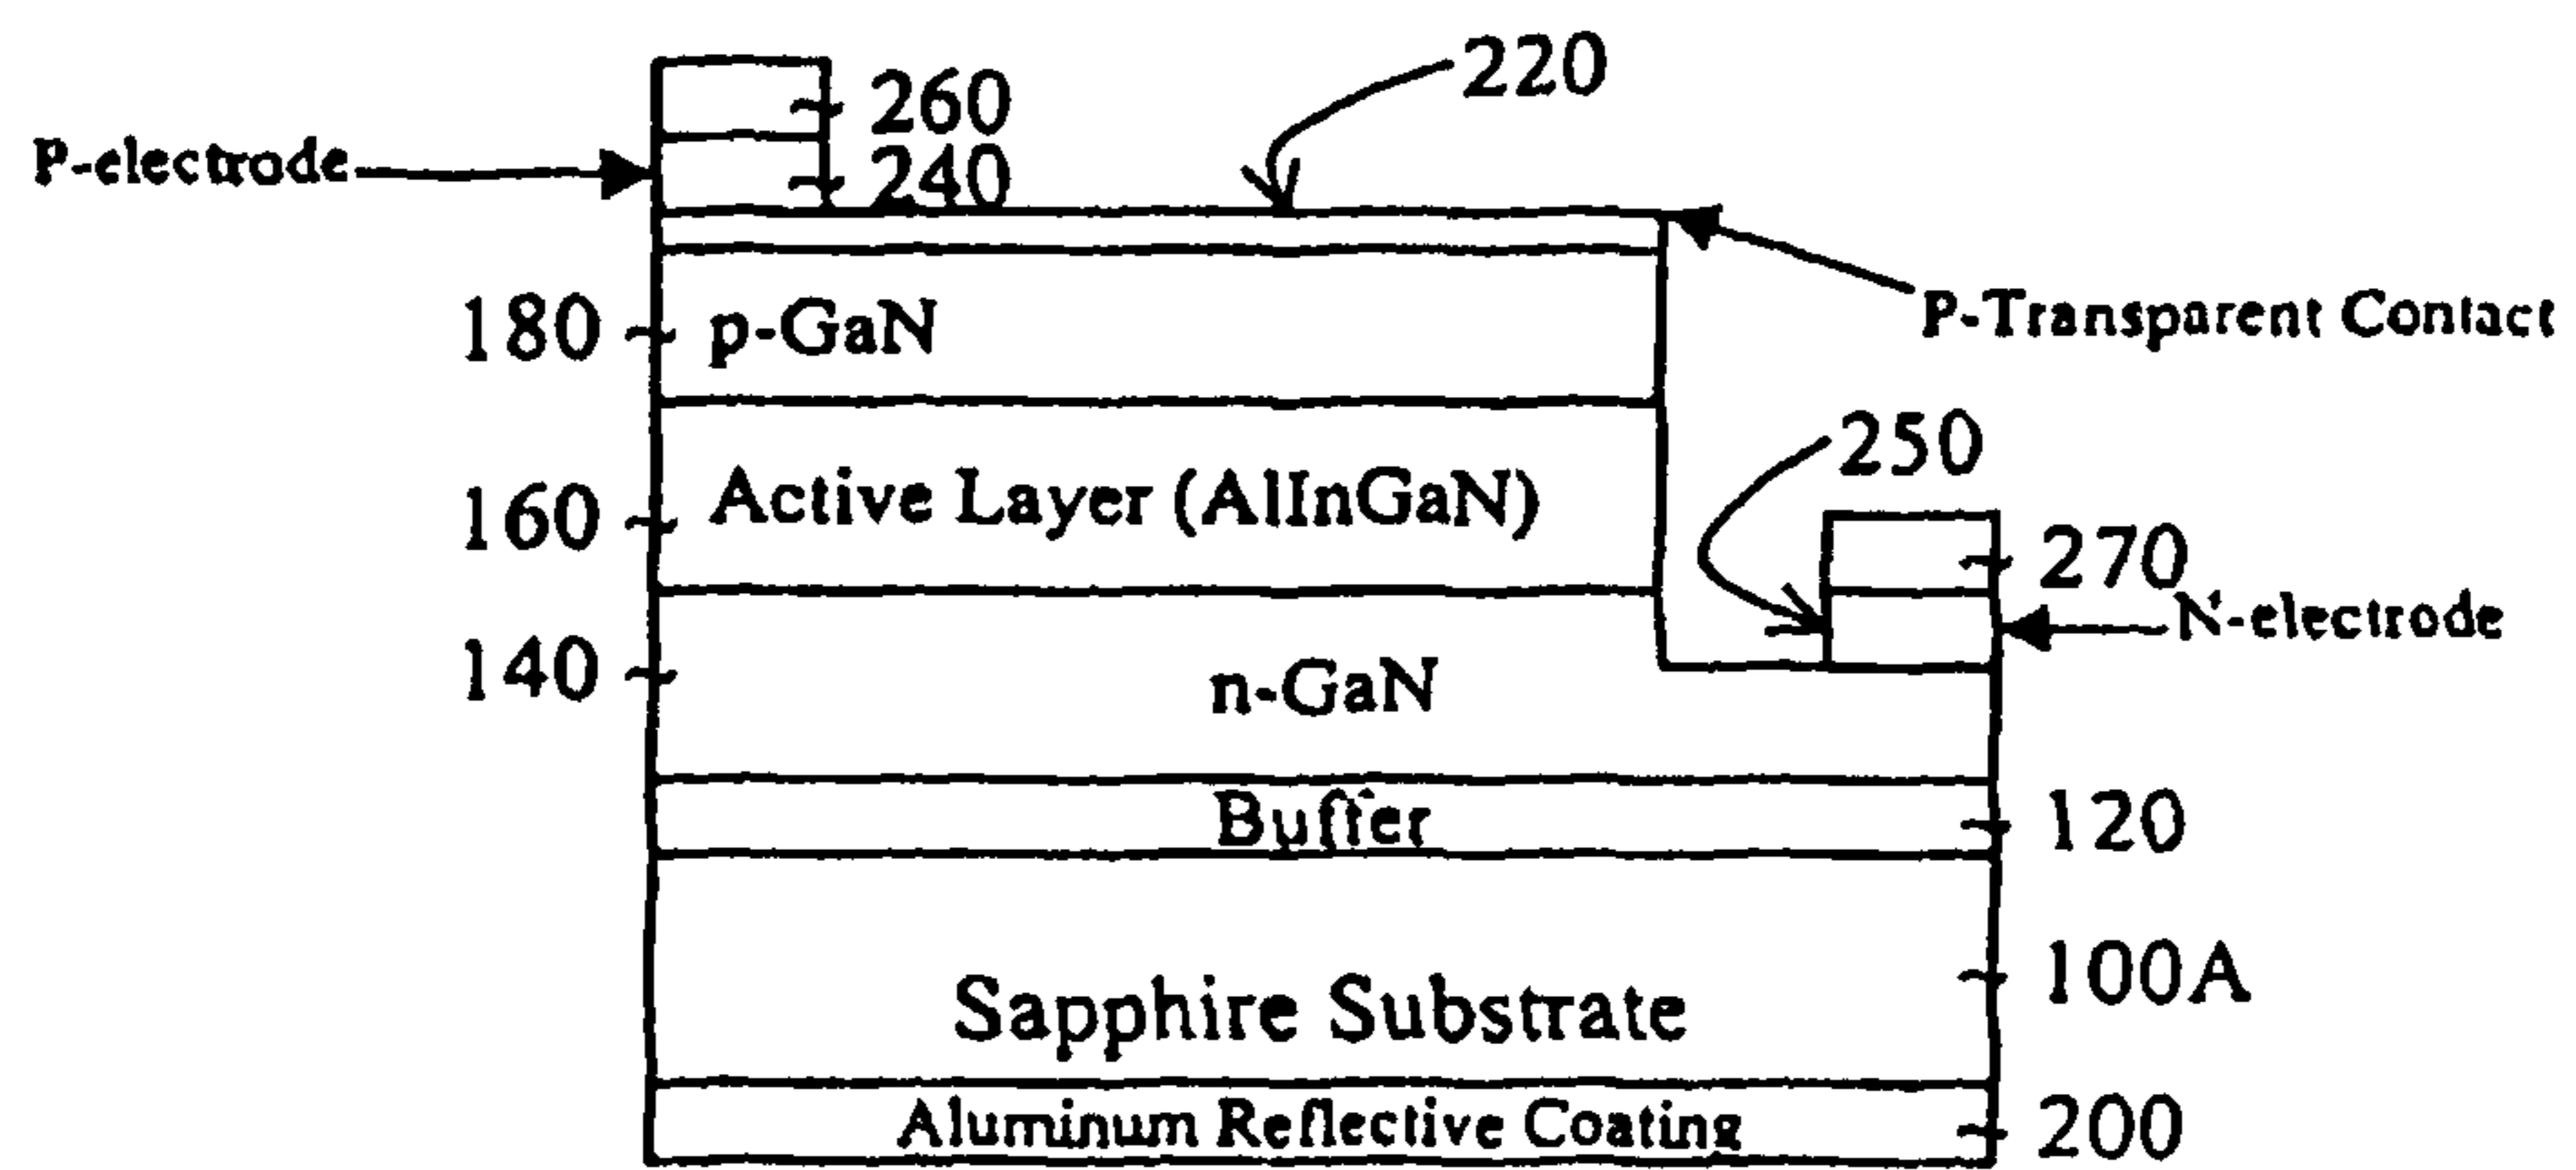 220
260
P-electrode
240
180
p-GaN
P-Transparent Contact
250
160
Active Layer (AlInGaN)
270
N-electrode
140
n-GaN
Buffer
120
100A
Sapphire Substrate
Aluminum Reflective Coating
200